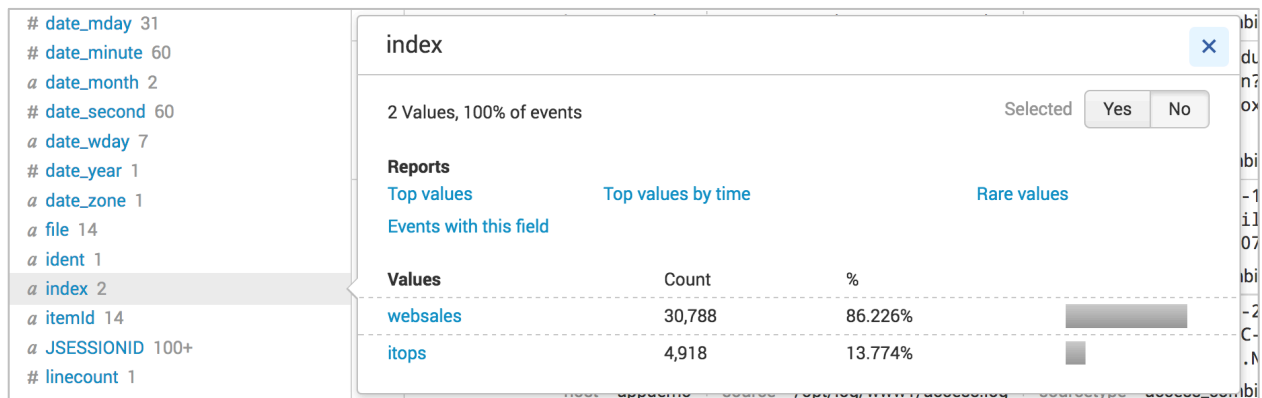 # date_mday 31
# date_minute 60
a date_month 2
# date_second 60
a date_wday 7
# date_year 1
a date_zone 1
a file 14
a ident 1
a index 2
a itemId 14
a JSESSIONID 100+
# linecount 1
index
×
2 Values, 100% of events
Selected Yes No
Reports
Top values Top values by time Rare values
Events with this field
Values Count %
websales 30,788 86.226%
itops 4,918 13.774%